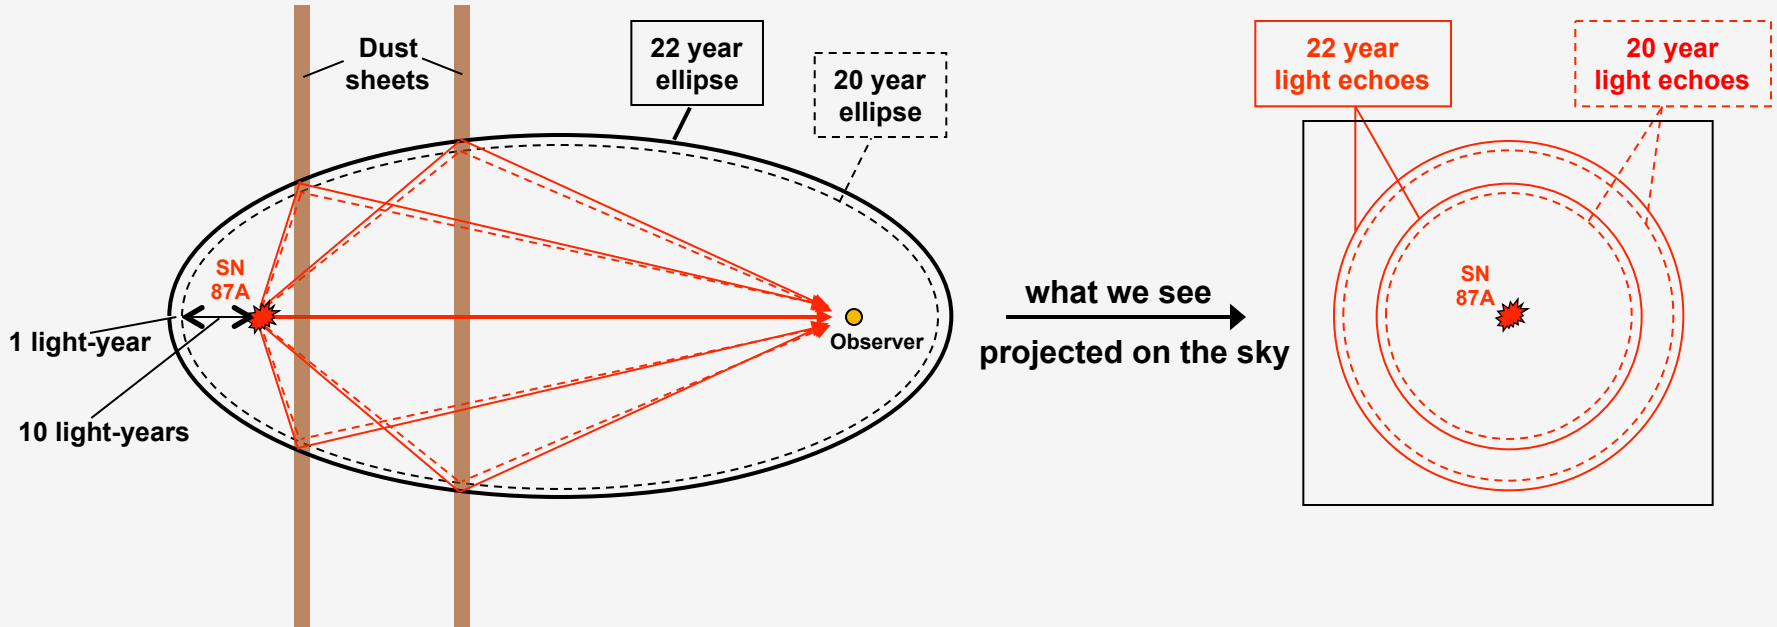 Dust
sheets
22 year
ellipse
20 year
ellipse
SN
87A
1 light-year
10 light-years
Observer
what we see
projected on the sky
22 year
light echoes
20 year
light echoes
SN
87A